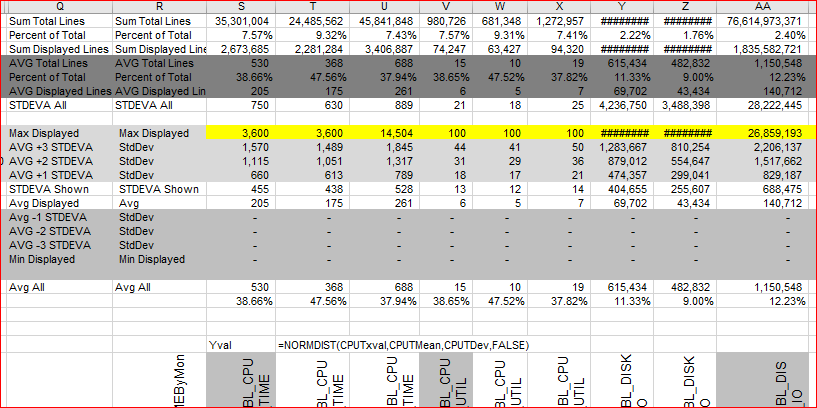 Q R S T U V W X Y Z AA
Sum Total Lines Sum Total Lines 35,301,004 24,485,562 45,841,848 980,726 681,348 1,272,957 ######## ######## 76,614,973,371
Percent of Total Percent of Total 7.57% 9.32% 7.43% 7.57% 9.31% 7.41% 2.22% 1.76% 2.40%
Sum Displayed Lines Sum Displayed Line 2,673,685 2,281,284 3,406,887 74,247 63,427 94,320 ######## ######## 1,835,582,721
AVG Total Lines AVG Total Lines 530 368 688 15 10 19 615,434 482,832 1,150,548
Percent of Total Percent of Total 38.66% 47.56% 37.94% 38.65% 47.52% 37.82% 11.33% 9.00% 12.23%
AVG Displayed Lines AVG Displayed Lin 205 175 261 6 5 7 69,702 43,434 140,712
STDEVA All STDEVA All 750 630 889 21 18 25 4,236,750 3,488,398 28,222,445
Max Displayed Max Displayed 3,600 3,600 14,504 100 100 100 ######## ######## 26,859,193
AVG +3 STDEVA StdDev 1,570 1,489 1,845 44 41 50 1,283,667 810,254 2,206,137
AVG +2 STDEVA StdDev 1,115 1,051 1,317 31 29 36 879,012 554,647 1,517,662
AVG +1 STDEVA StdDev 660 613 789 18 17 21 474,357 299,041 829,187
STDEVA Shown STDEVA Shown 455 438 528 13 12 14 404,655 255,607 688,475
Avg Displayed Avg 205 175 261 6 5 7 69,702 43,434 140,712
Avg -1 STDEVA StdDev - - - - - - - - -
AVG -2 STDEVA StdDev - - - - - - - - -
AVG -3 STDEVA StdDev - - - - - - - - -
Min Displayed Min Displayed - - - - - - - - -
Avg All Avg All 530 368 688 15 10 19 615,434 482,832 1,150,548
38.66% 47.56% 37.94% 38.65% 47.52% 37.82% 11.33% 9.00% 12.23%
Yval =NORMDIST(CPUTxval,CPUTMean,CPUTDev,FALSE)
MEByMon
BL_CPU
TIME
BL_CPU
_TIME
BL_CPU
_TIME
BL_CPU
_UTIL
BL_CPU
_UTIL
BL_CPU
_UTIL
BL_DISK
O
BL_DISK
O
BL_DIS
_IO